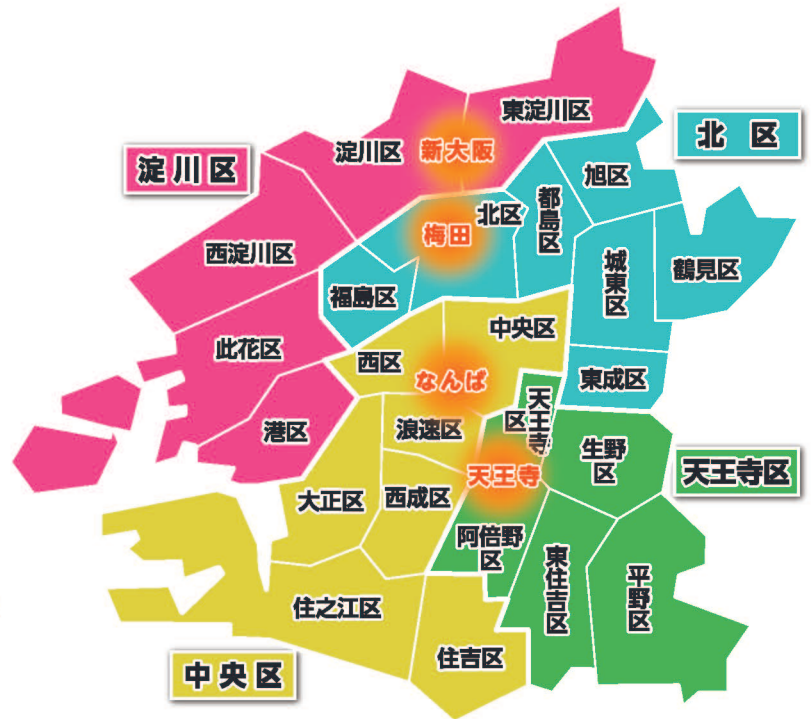 東淀川区
北 区
淀川区
新大阪
淀川区
旭区
都島区
北区
梅田
西淀川区
城東区
鶴見区
福島区
中央区
此花区
西区
なんば
東成区
天王寺区
港区
浪速区
生野区
天王寺
天王寺区
大正区
西成区
阿倍野区
東住吉区
平野区
住之江区
住吉区
中央区